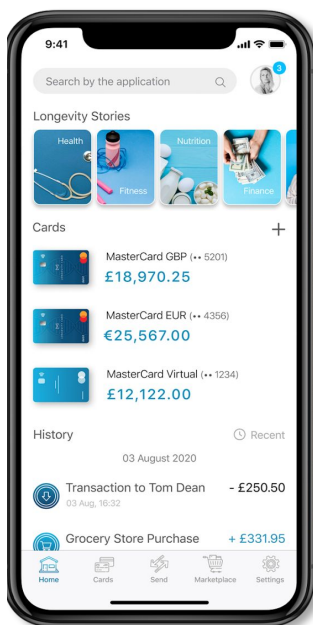 9:41
3
Search by the application
Longevity Stories
Health
Fitness
Nutrition
Finance
Cards +
MasterCard GBP (•• 5201)
£18,970.25
MasterCard EUR (•• 4356)
€25,567.00
MasterCard Virtual (•• 1234)
£12,122.00
History Recent
03 August 2020
Transaction to Tom Dean - £250.50
03 Aug, 16:32
Grocery Store Purchase + £331.95
Home Cards Send Marketplace Settings